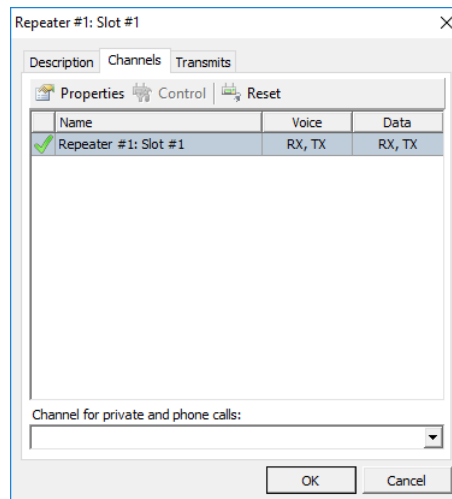 Repeater #1: Slot #1
Description Channels Transmits
Properties Control Reset
Name Voice Data
Repeater #1: Slot #1 RX, TX RX, TX
Channel for private and phone calls:
OK Cancel